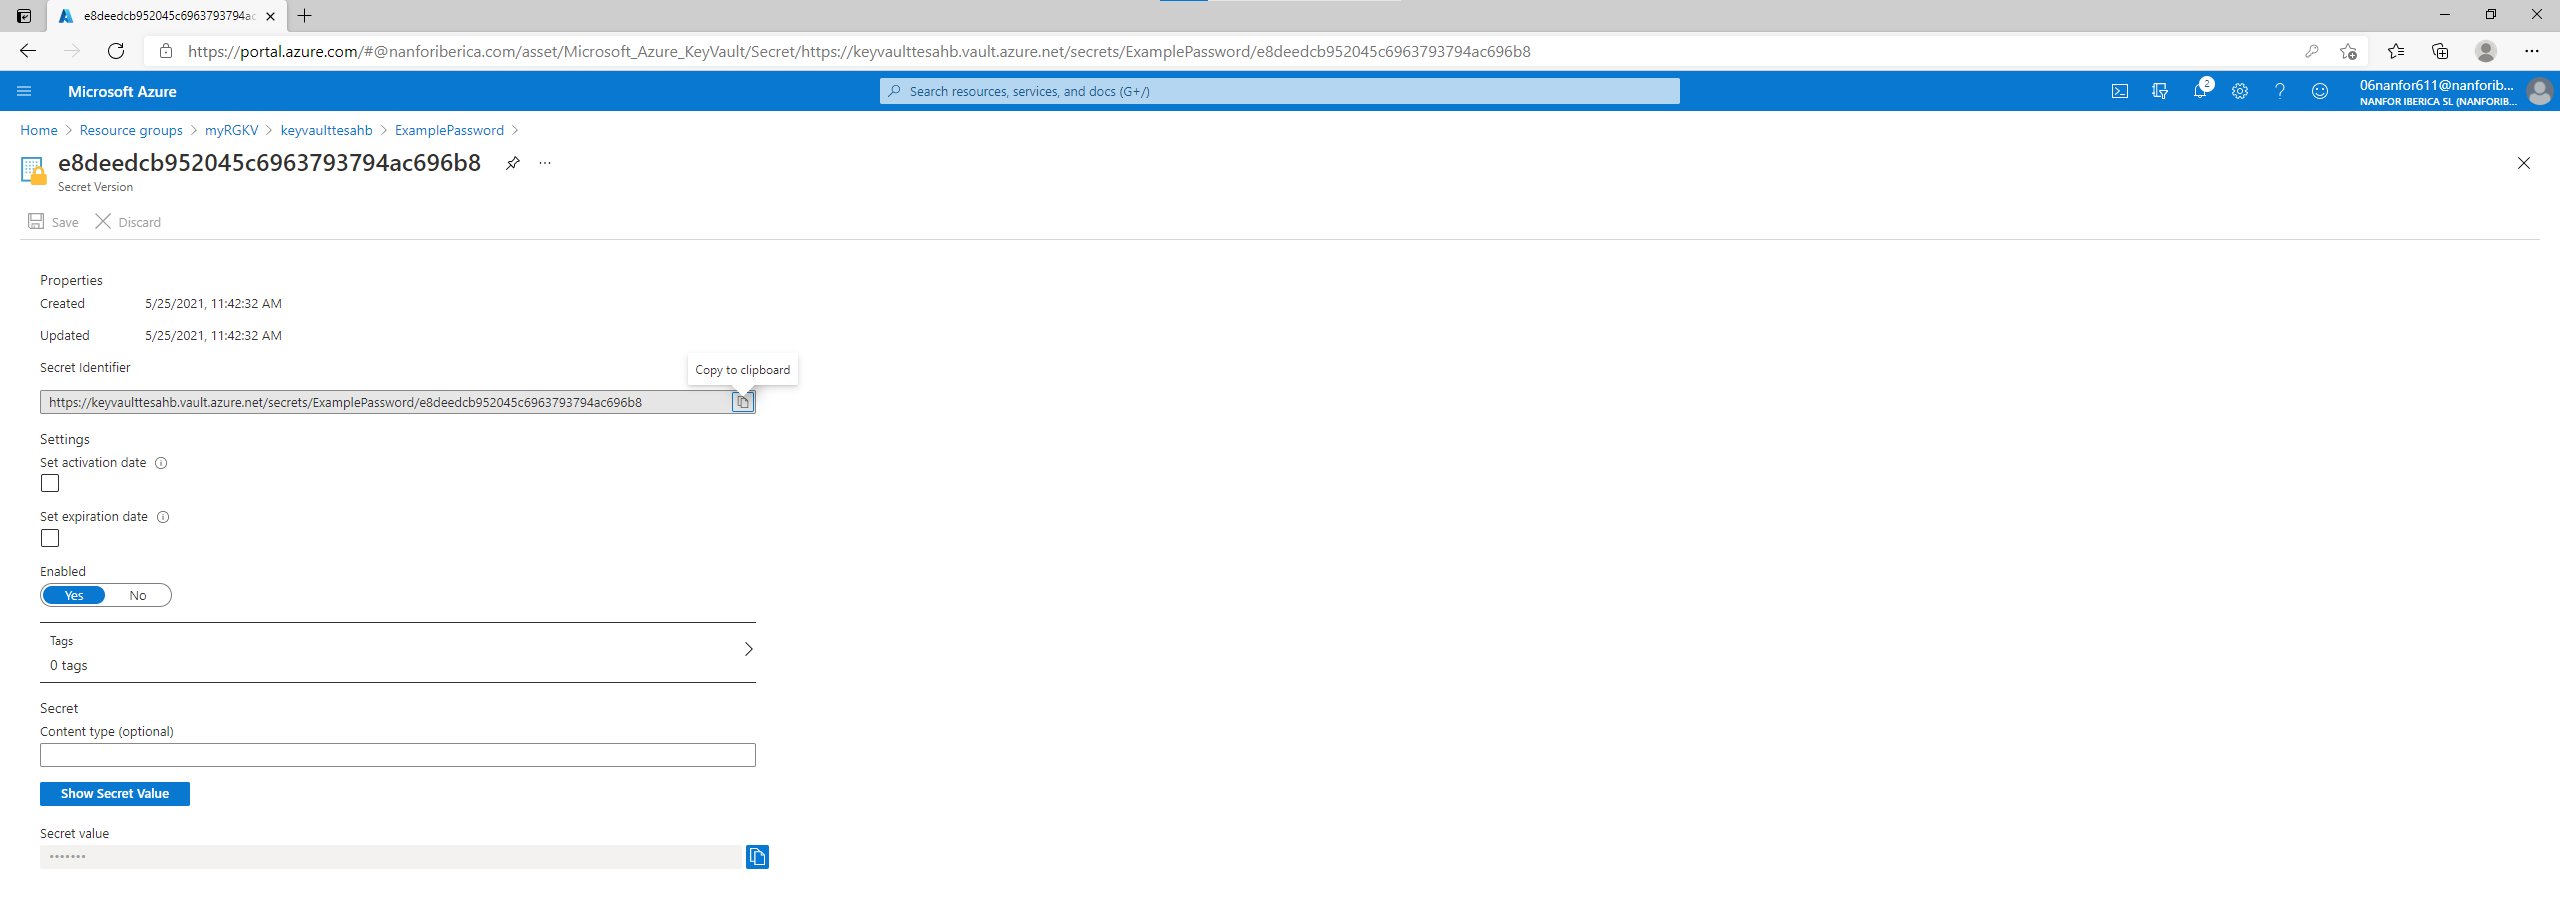 e8deedcb952045c6963793794ac
https://portal.azure.com/#@nanforiberica.com/asset/Microsoft_Azure_KeyVault/Secret/https://keyvaulttesahb.vault.azure.net/secrets/ExamplePassword/e8deedcb952045c6963793794ac696b8
Microsoft Azure
Search resources, services, and docs (G+/)
2
06nanfor611@nanforib...
NANFOR IBERICA SL (NANFORIB...
Home > Resource groups > myRGKV > keyvaulttesahb > ExamplePassword >
e8deedcb952045c6963793794ac696b8
Secret Version
Save Discard
Properties
Created 5/25/2021, 11:42:32 AM
Updated 5/25/2021, 11:42:32 AM
Secret Identifier
Copy to clipboard
https://keyvaulttesahb.vault.azure.net/secrets/ExamplePassword/e8deedcb952045c6963793794ac696b8
Settings
Set activation date
Set expiration date
Enabled
Yes No
Tags
0 tags
Secret
Content type (optional)
Show Secret Value
Secret value
•••••••